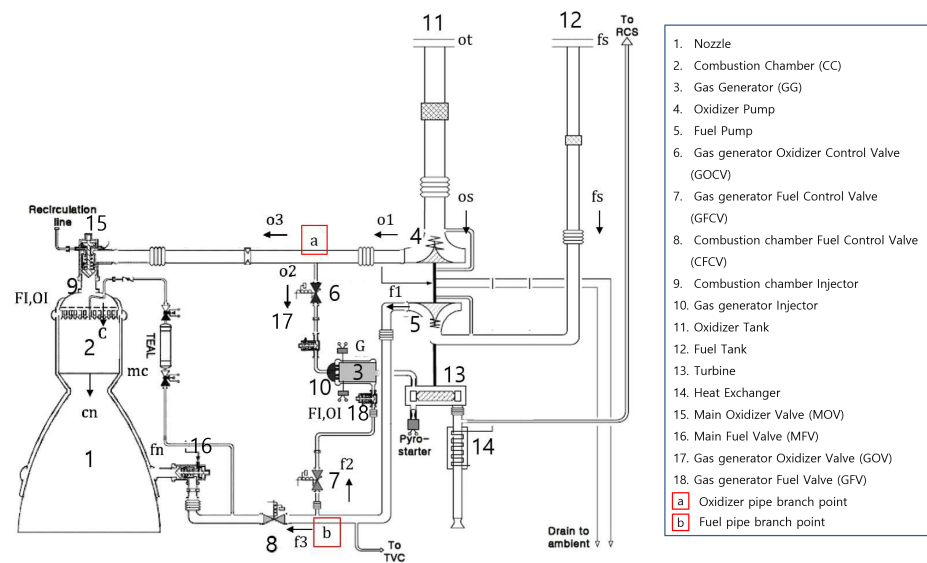 11
ot
12
fs
To
RCS
Recirculation
line
15
o3
a
o1
4
os
fs
9
FI,OI
o2
6
17
f1
5
C
2
TEAL
mc
G
3
10
FI,OI
18
13
cn
Pyro-
starter
14
fn
16
1
f2
7
8
f3
b
To
TVC
Drain to
ambient
1. Nozzle
2. Combustion Chamber (CC)
3. Gas Generator (GG)
4. Oxidizer Pump
5. Fuel Pump
6. Gas generator Oxidizer Control Valve
(GOCV)
7. Gas generator Fuel Control Valve
(GFCV)
8. Combustion chamber Fuel Control Valve
(CFCV)
9. Combustion chamber Injector
10. Gas generator Injector
11. Oxidizer Tank
12. Fuel Tank
13. Turbine
14. Heat Exchanger
15. Main Oxidizer Valve (MOV)
16. Main Fuel Valve (MFV)
17. Gas generator Oxidizer Valve (GOV)
18. Gas generator Fuel Valve (GFV)
a Oxidizer pipe branch point
b Fuel pipe branch point